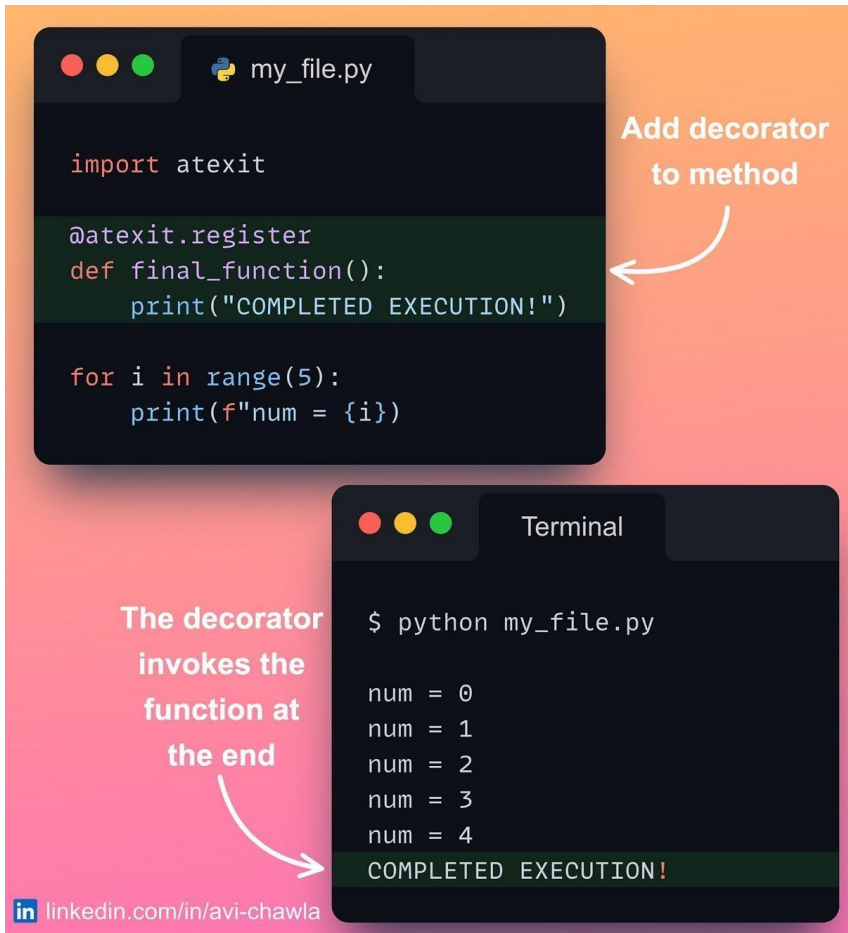 my_file.py
import atexit
@atexit.register
def final_function():
    print("COMPLETED EXECUTION!")
for i in range(5):
    print(f"num = {i})
Add decorator
to method
Terminal
$ python my_file.py
num = 0
num = 1
num = 2
num = 3
num = 4
COMPLETED EXECUTION!
The decorator
invokes the
function at
the end
in linkedin.com/in/avi-chawla